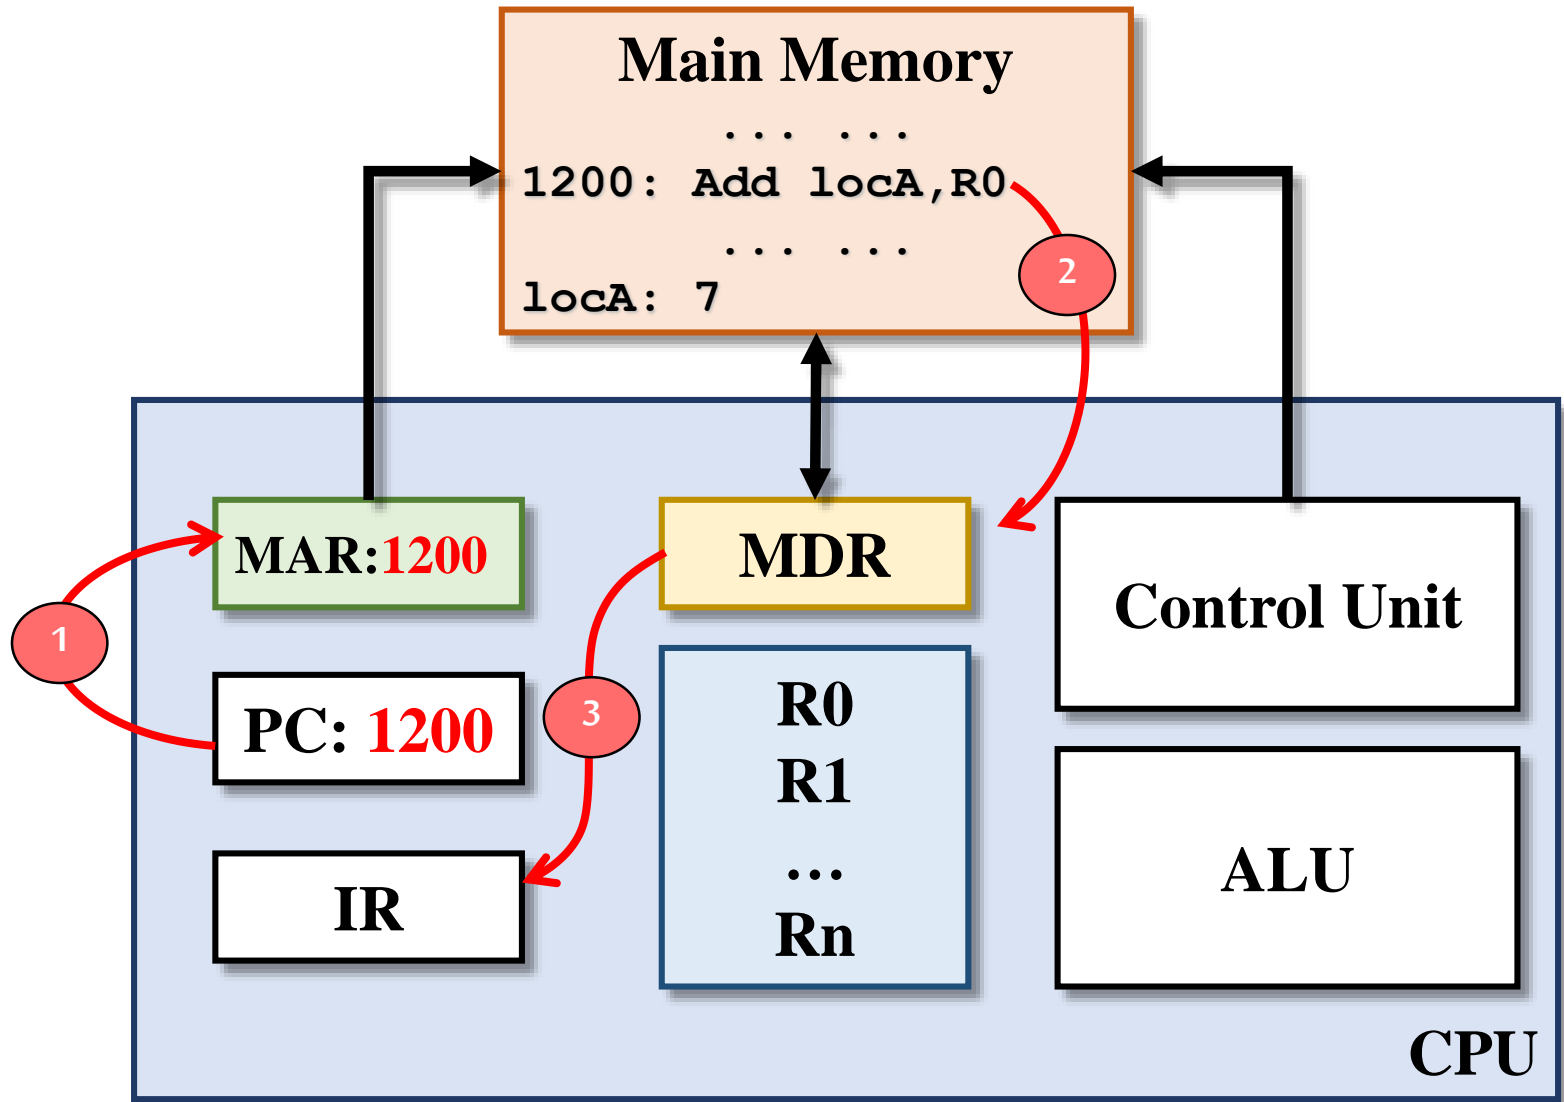 Main Memory
... ...
1200: Add locA,R0
... ...
locA: 7
2
MAR:1200
MDR
Control Unit
1
PC: 1200
3
R0
R1
...
Rn
IR
ALU
CPU